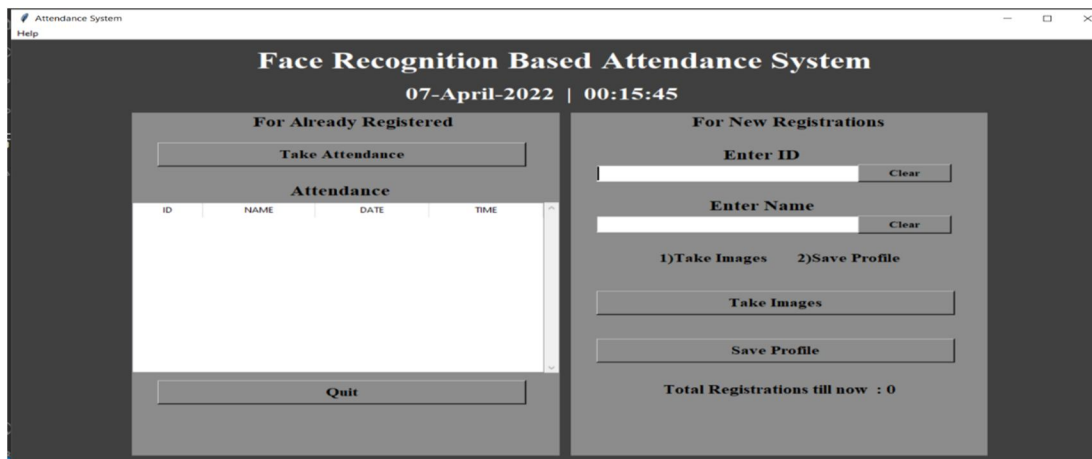 Attendance System
Help
Face Recognition Based Attendance System
07-April-2022 | 00:15:45
For Already Registered
Take Attendance
Attendance
ID NAME DATE TIME
Quit
For New Registrations
Enter ID
Clear
Enter Name
Clear
1)Take Images 2)Save Profile
Take Images
Save Profile
Total Registrations till now : 0